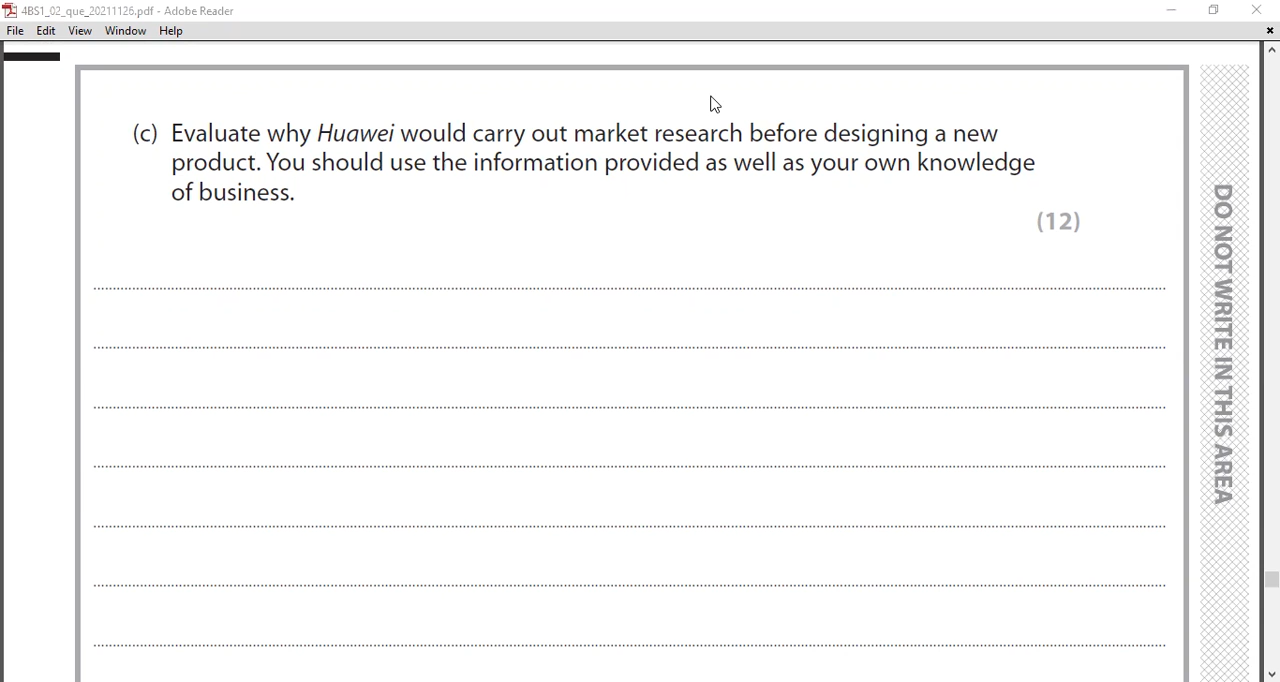 4BS1_02_que_20211126.pdf - Adobe Reader
File Edit View Window Help
(c) Evaluate why Huawei would carry out market research before designing a new
product. You should use the information provided as well as your own knowledge
of business.
(12)
DO NOT WRITE IN THIS AREA